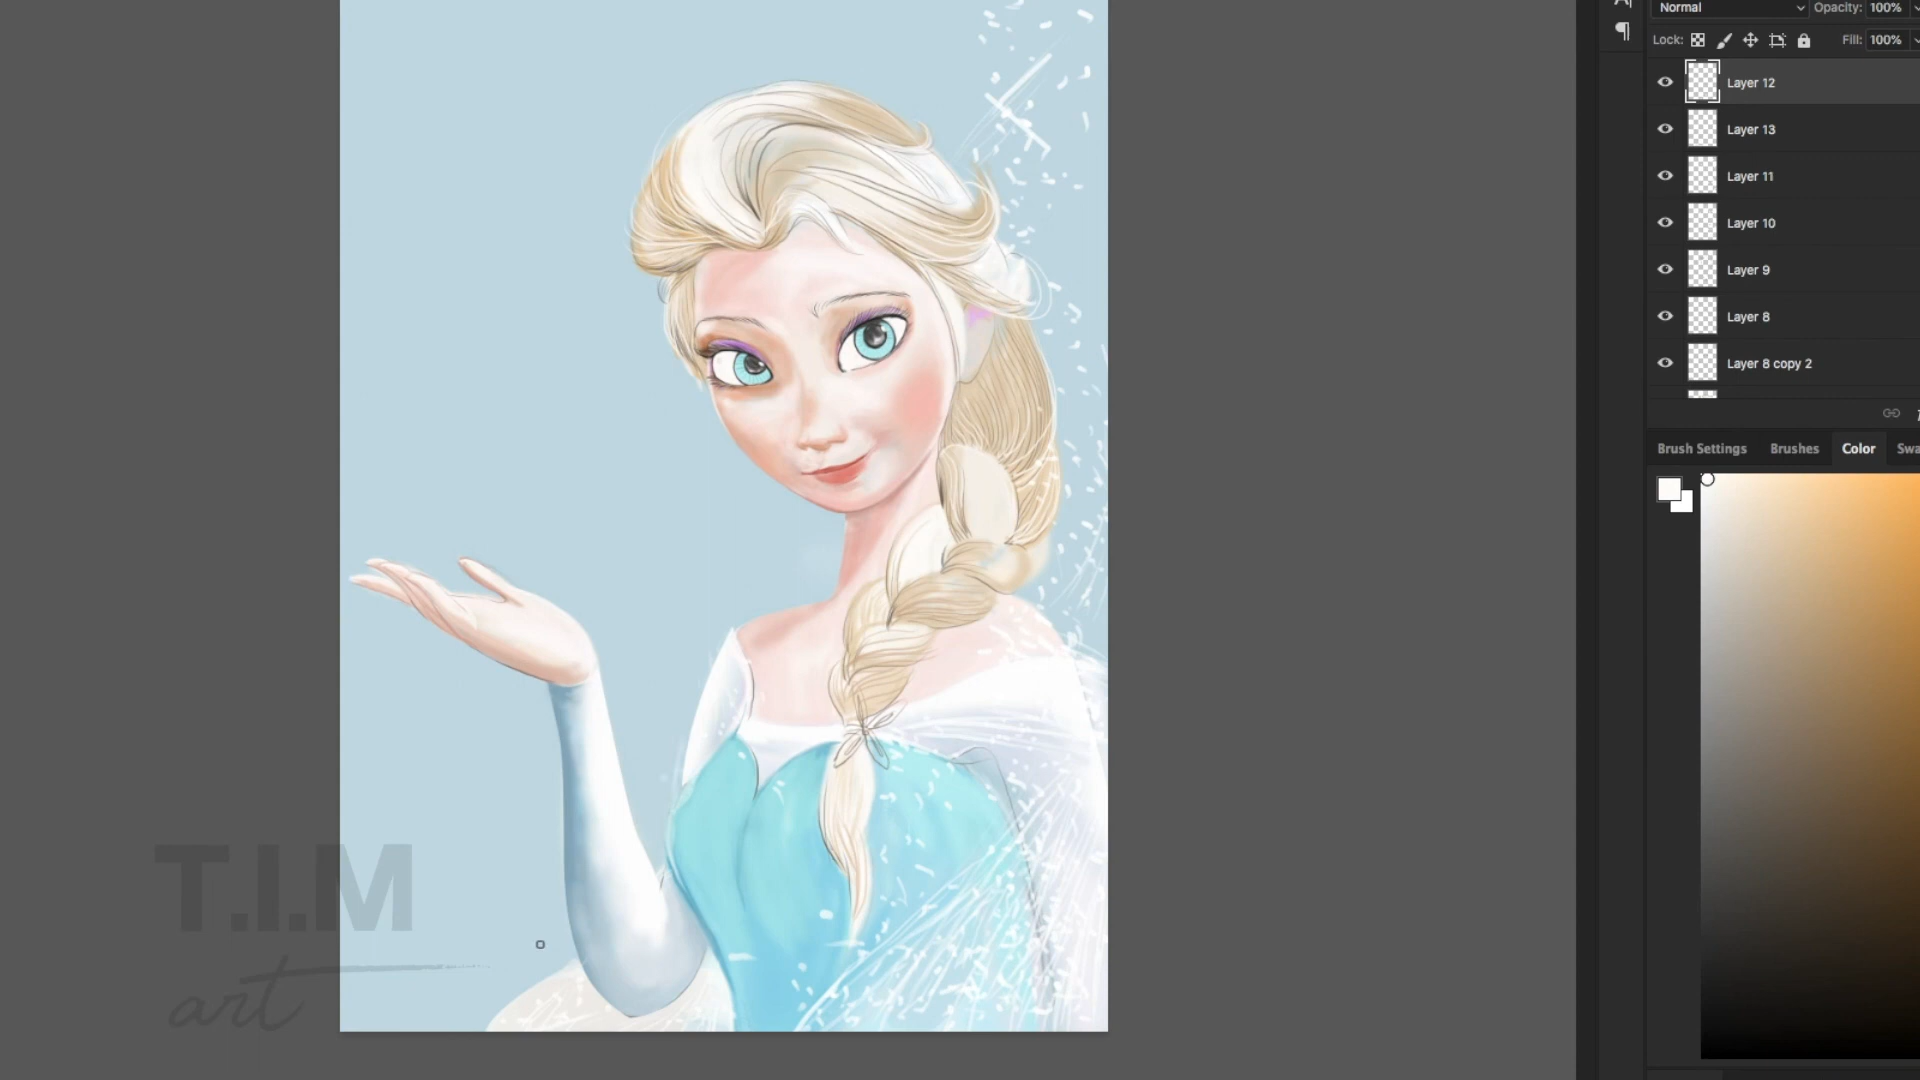 Normal Opacity: 100%
Lock: Fill: 100%
Layer 12
Layer 13
Layer 11
Layer 10
Layer 9
Layer 8
Layer 8 copy 2
Brush Settings Brushes Color Swa
T.I.M
art